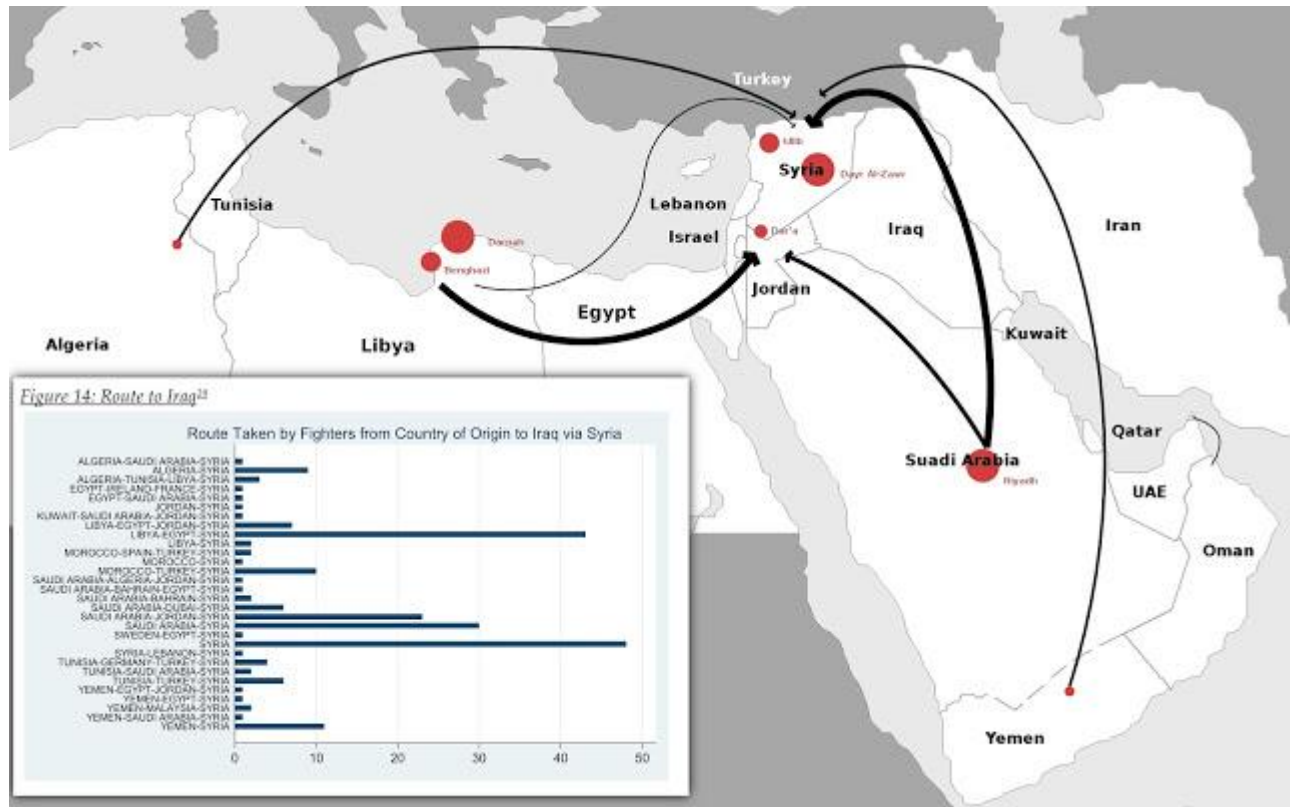 Turkey
Idlib
Syria
Dayr Al-Zawr
Tunisia
Lebanon
Israel
Dar'a
Iraq
Iran
Darnah
Benghazi
Jordan
Egypt
Kuwait
Algeria
Libya
Qatar
Suadi Arabia
Riyadh
UAE
Oman
Yemen
Figure 14: Route to Iraq
Route Taken by Fighters from Country of Origin to Iraq via Syria
ALGERIA-SAUDI ARABIA-SYRIA
ALGERIA-SYRIA
ALGERIA-TUNISIA-LIBYA-SYRIA
EGYPT-IRELAND-FRANCE-SYRIA
EGYPT-SAUDI ARABIA-SYRIA
JORDAN-SYRIA
KUWAIT-SAUDI ARABIA-JORDAN-SYRIA
LIBYA-EGYPT-JORDAN-SYRIA
LIBYA-EGYPT-SYRIA
LIBYA-SYRIA
MOROCCO-SPAIN-TURKEY-SYRIA
MOROCCO-SYRIA
MOROCCO-TURKEY-SYRIA
SAUDI ARABIA-ALGERIA-JORDAN-SYRIA
SAUDI ARABIA-BAHRAIN-EGYPT-SYRIA
SAUDI ARABIA-BAHRAIN-SYRIA
SAUDI ARABIA-DUBAI-SYRIA
SAUDI ARABIA-JORDAN-SYRIA
SAUDI ARABIA-SYRIA
SWEDEN-EGYPT-SYRIA
SYRIA
SYRIA-LEBANON-SYRIA
TUNISIA-GERMANY-TURKEY-SYRIA
TUNISIA-SAUDI ARABIA-SYRIA
TUNISIA-TURKEY-SYRIA
YEMEN-EGYPT-JORDAN-SYRIA
YEMEN-EGYPT-SYRIA
YEMEN-MALAYSIA-SYRIA
YEMEN-SAUDI ARABIA-SYRIA
YEMEN-SYRIA
0 10 20 30 40 50